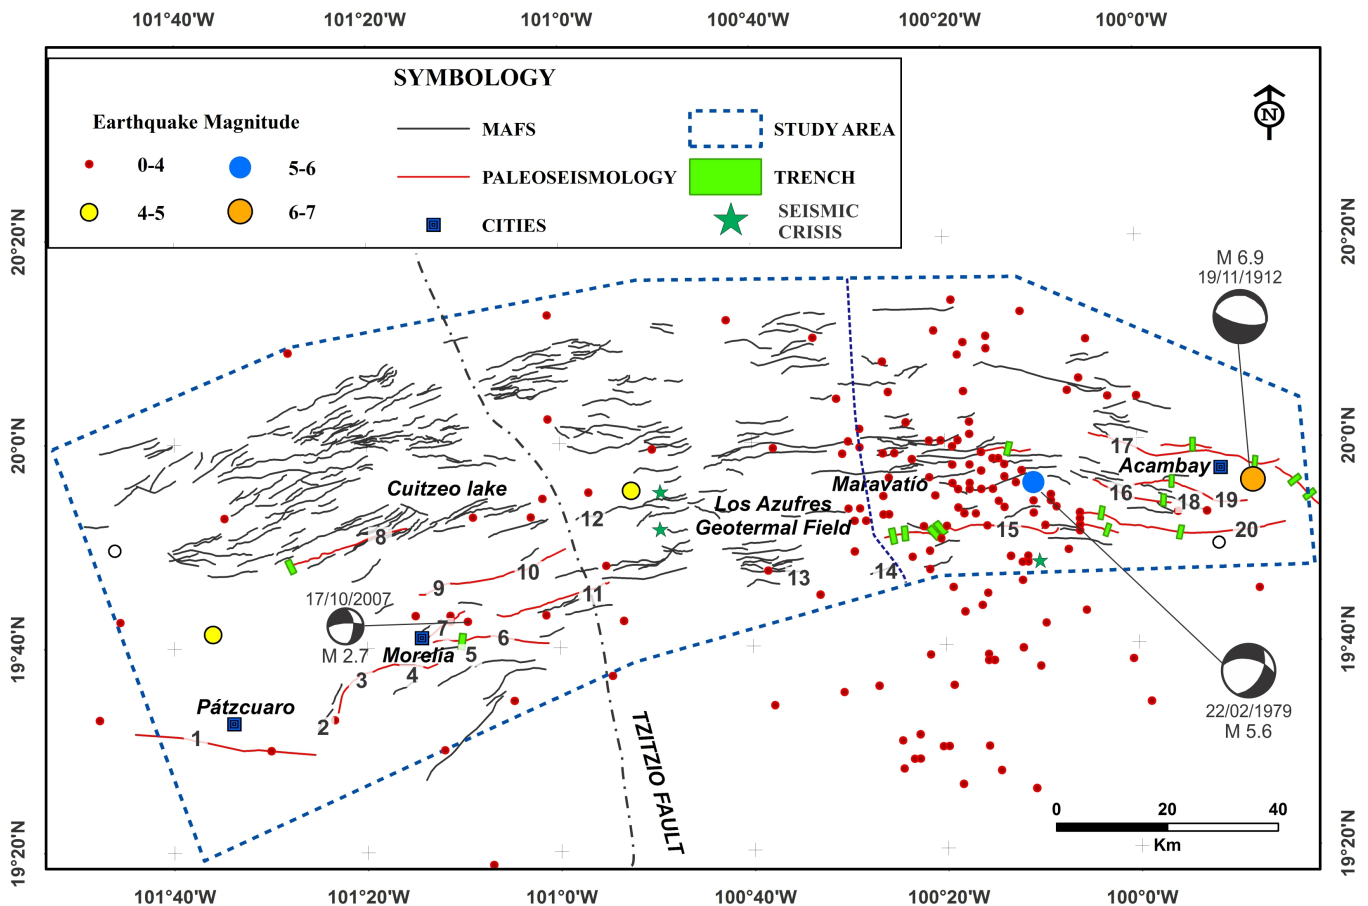 101°40'W 101°20'W 101°0'W 100°40'W 100°20'W 100°0'W
SYMBOLOGY
Earthquake Magnitude
0-4
5-6
4-5
6-7
MAFS
PALEOSEISMOLOGY
CITIES
STUDY AREA
TRENCH
SEISMIC
CRISIS
N
20°20'N
20°20'N
M 6.9
19/11/1912
20°0'N
20°0'N
17
Acambay
Maravatío
Cuitzeo lake
Los Azufres
Geotermal Field
16
18
19
12
15
20
8
14
13
10
9
11
17/10/2007
M 2.7
7
6
Morelia
5
4
3
19°40'N
19°40'N
Pátzcuaro
2
1
22/02/1979
M 5.6
TZITZIO FAULT
0 20 40
Km
19°20'N
19°20'N
101°40'W 101°20'W 101°0'W 100°40'W 100°20'W 100°0'W